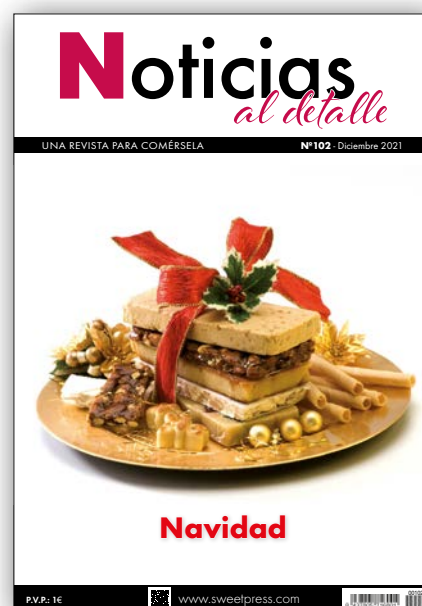 Noticias
al detalle
UNA REVISTA PARA COMÉRSELA Nº102 - Diciembre 2021
Navidad
P.V.P.: 1€ www.sweetpress.com